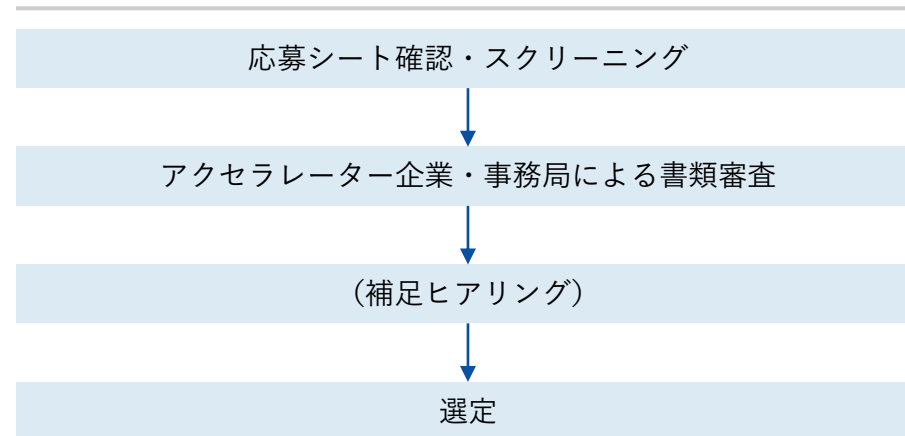 応募シート確認・スクリーニング
アクセラレーター企業・事務局による書類審査
（補足ヒアリング）
選定